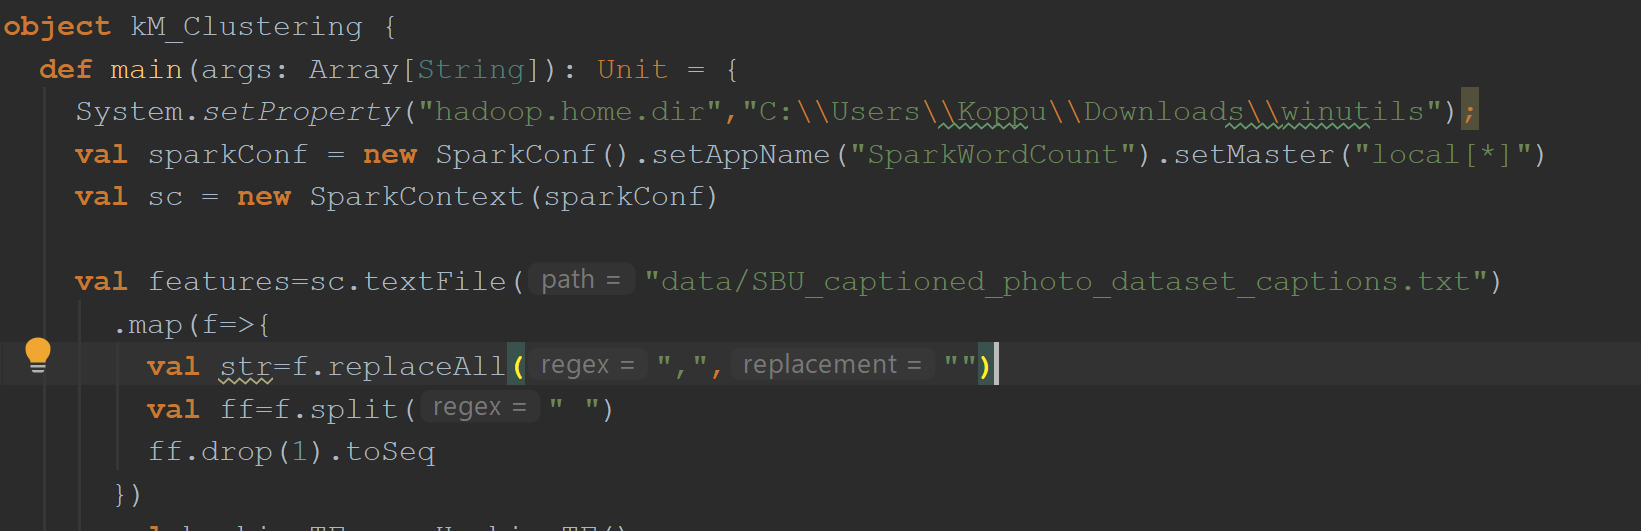 object kM_Clustering {
def main(args: Array[String]): Unit = {
System.setProperty("hadoop.home.dir","C:\\Users\\Koppu\\Downloads\\winutils");
val sparkConf = new SparkConf().setAppName("SparkWordCount").setMaster("local[*]")
val sc = new SparkContext(sparkConf)
val features=sc.textFile( path = "data/SBU_captioned_photo_dataset_captions.txt")
.map(f=>{
val str=f.replaceAll( regex = ",", replacement = "")
val ff=f.split( regex = " ")
ff.drop(1).toSeq
})